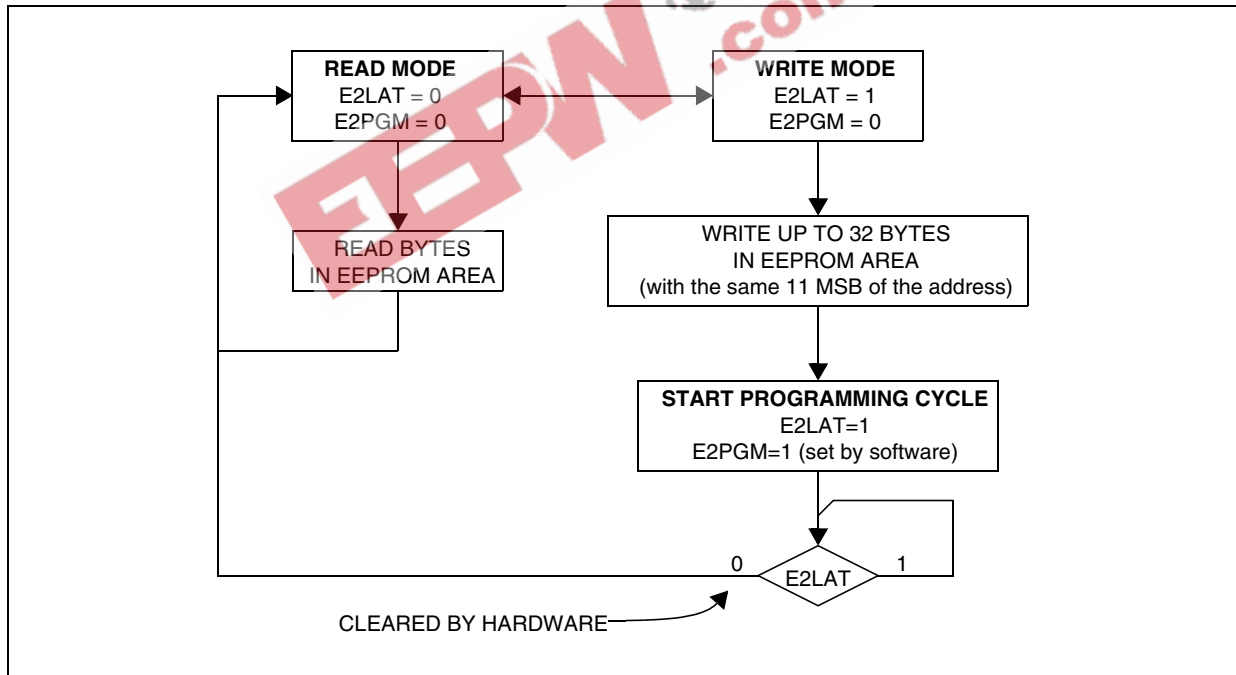 READ MODE
E2LAT = 0
E2PGM = 0
WRITE MODE
E2LAT = 1
E2PGM = 0
READ BYTES
IN EEPROM AREA
WRITE UP TO 32 BYTES
IN EEPROM AREA
(with the same 11 MSB of the address)
START PROGRAMMING CYCLE
E2LAT=1
E2PGM=1 (set by software)
0
E2LAT
1
CLEARED BY HARDWARE
EEPW
.com